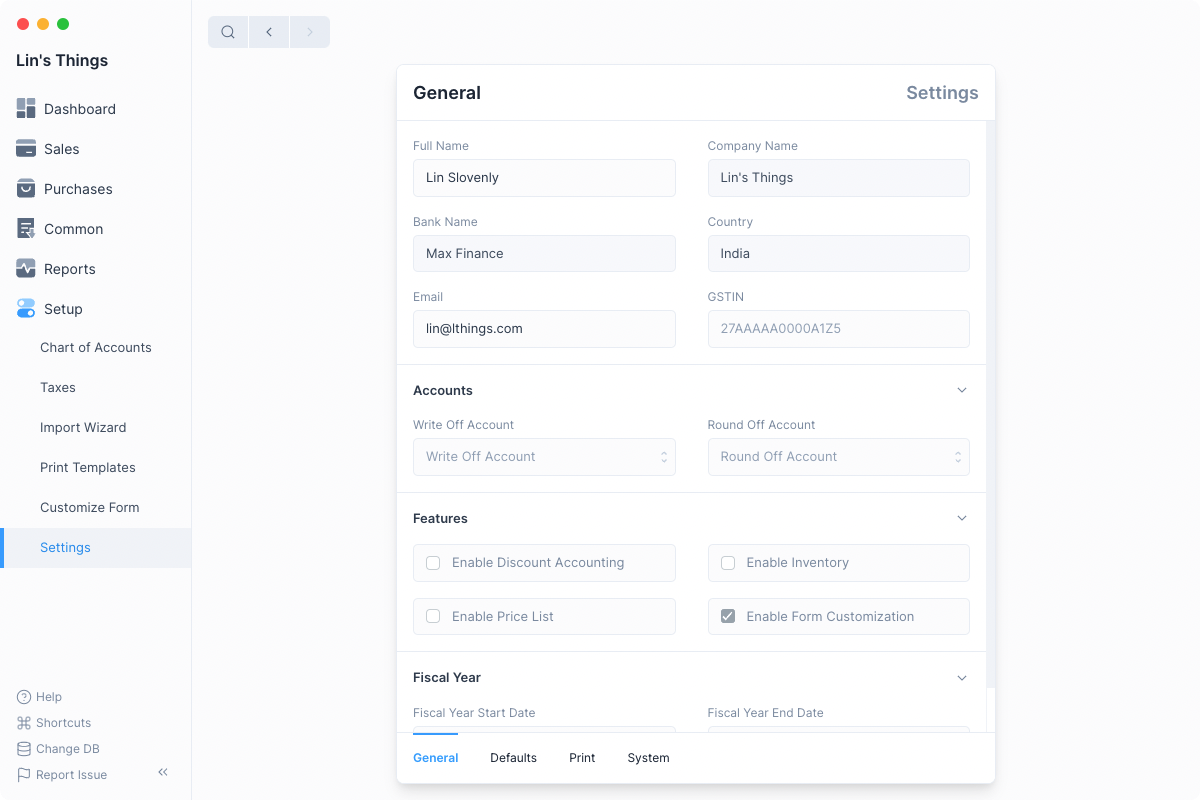 Lin's Things
Dashboard
Sales
Purchases
Common
Reports
Setup
Chart of Accounts
Taxes
Import Wizard
Print Templates
Customize Form
Settings
Help
Shortcuts
Change DB
Report Issue
General
Settings
Full Name
Company Name
Lin Slovenly
Lin's Things
Bank Name
Country
Max Finance
India
Email
GSTIN
lin@lthings.com
27AAAAA0000A1Z5
Accounts
Write Off Account
Round Off Account
Write Off Account
Round Off Account
Features
Enable Discount Accounting
Enable Inventory
Enable Price List
Enable Form Customization
Fiscal Year
Fiscal Year Start Date
Fiscal Year End Date
General
Defaults
Print
System